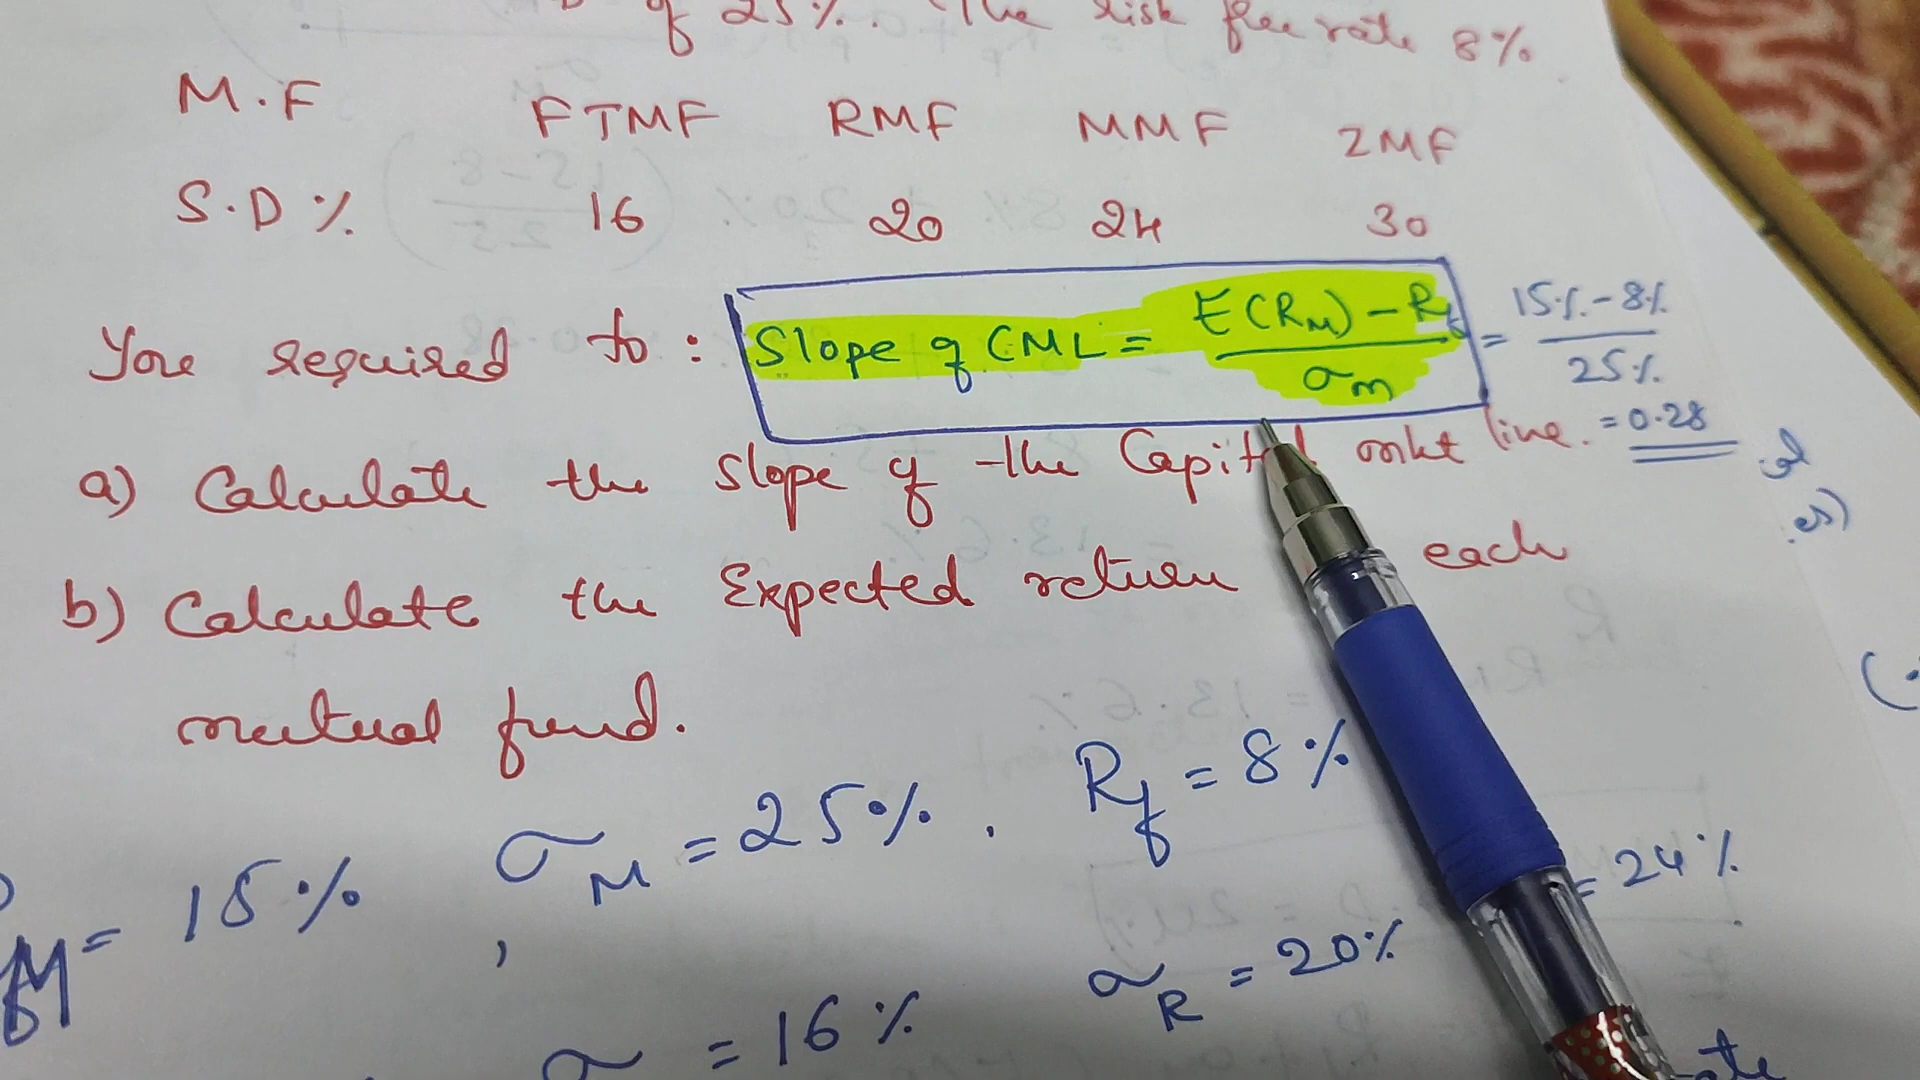 of 25%. The risk free rate 8%.
M.F FTMF RMF MMF ZMF
S.D % 16 20 24 30
You required to :
Slope of CML = E(RM) - Rf / σm = 15% - 8% / 25%
= 0.28
a) Calculate the slope of the Capital mkt line.
b) Calculate the Expected return each
mutual fund.
M = 15% , σM = 25% . Rf = 8%
= 24%
σ = 16% σR = 20%